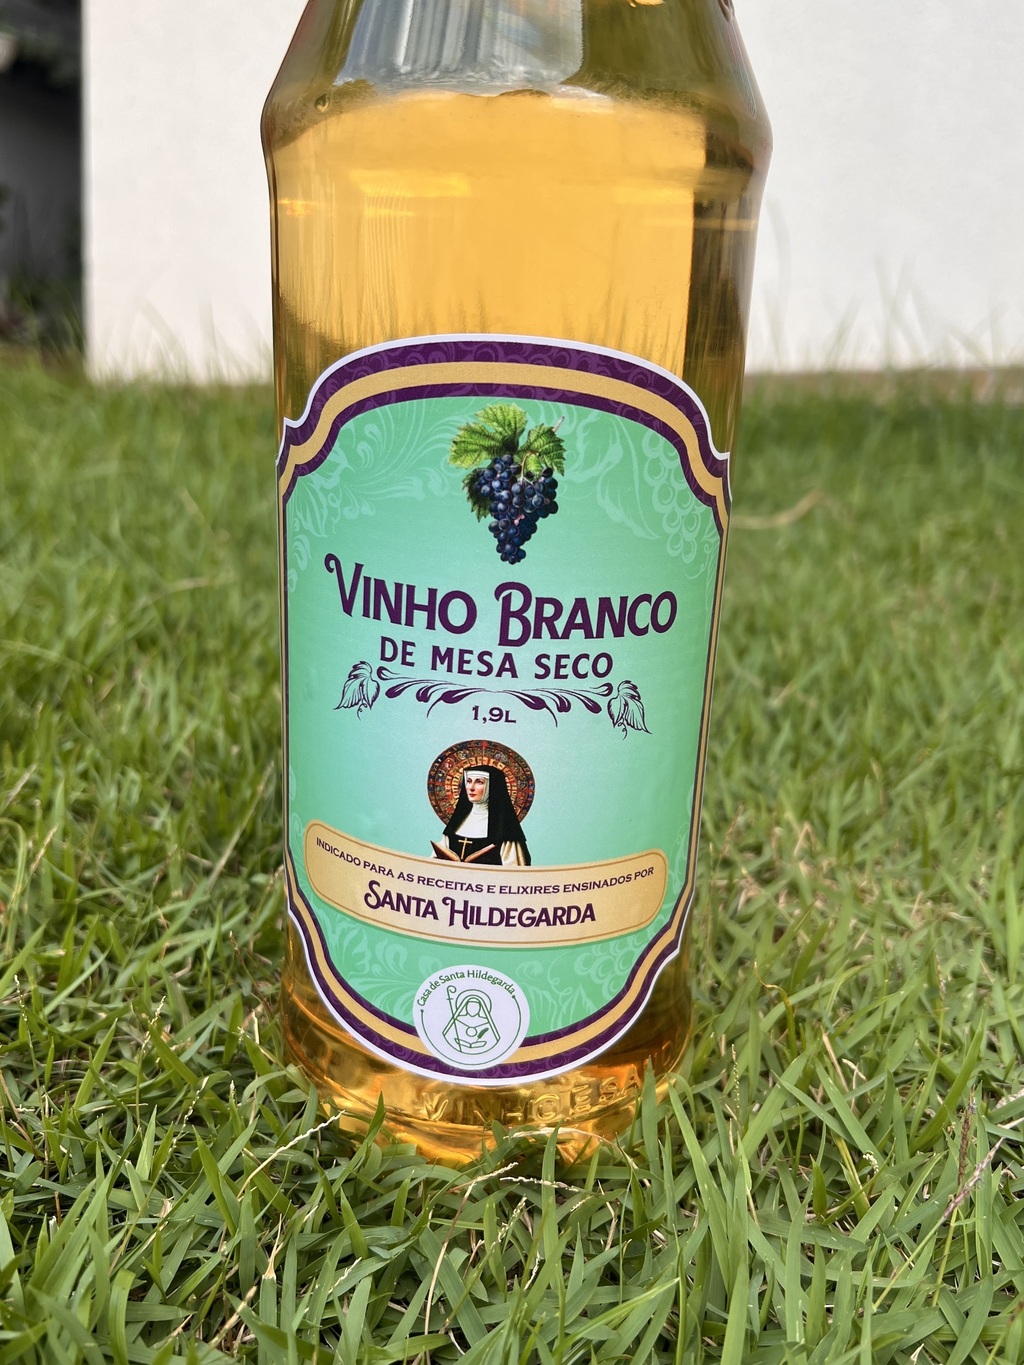 VINHO BRANCO
DE MESA SECO
1,9L
INDICADO PARA AS RECEITAS E ELIXIRES ENSINADOS POR
SANTA HILDEGARDA
Casa de Santa Hildegarda